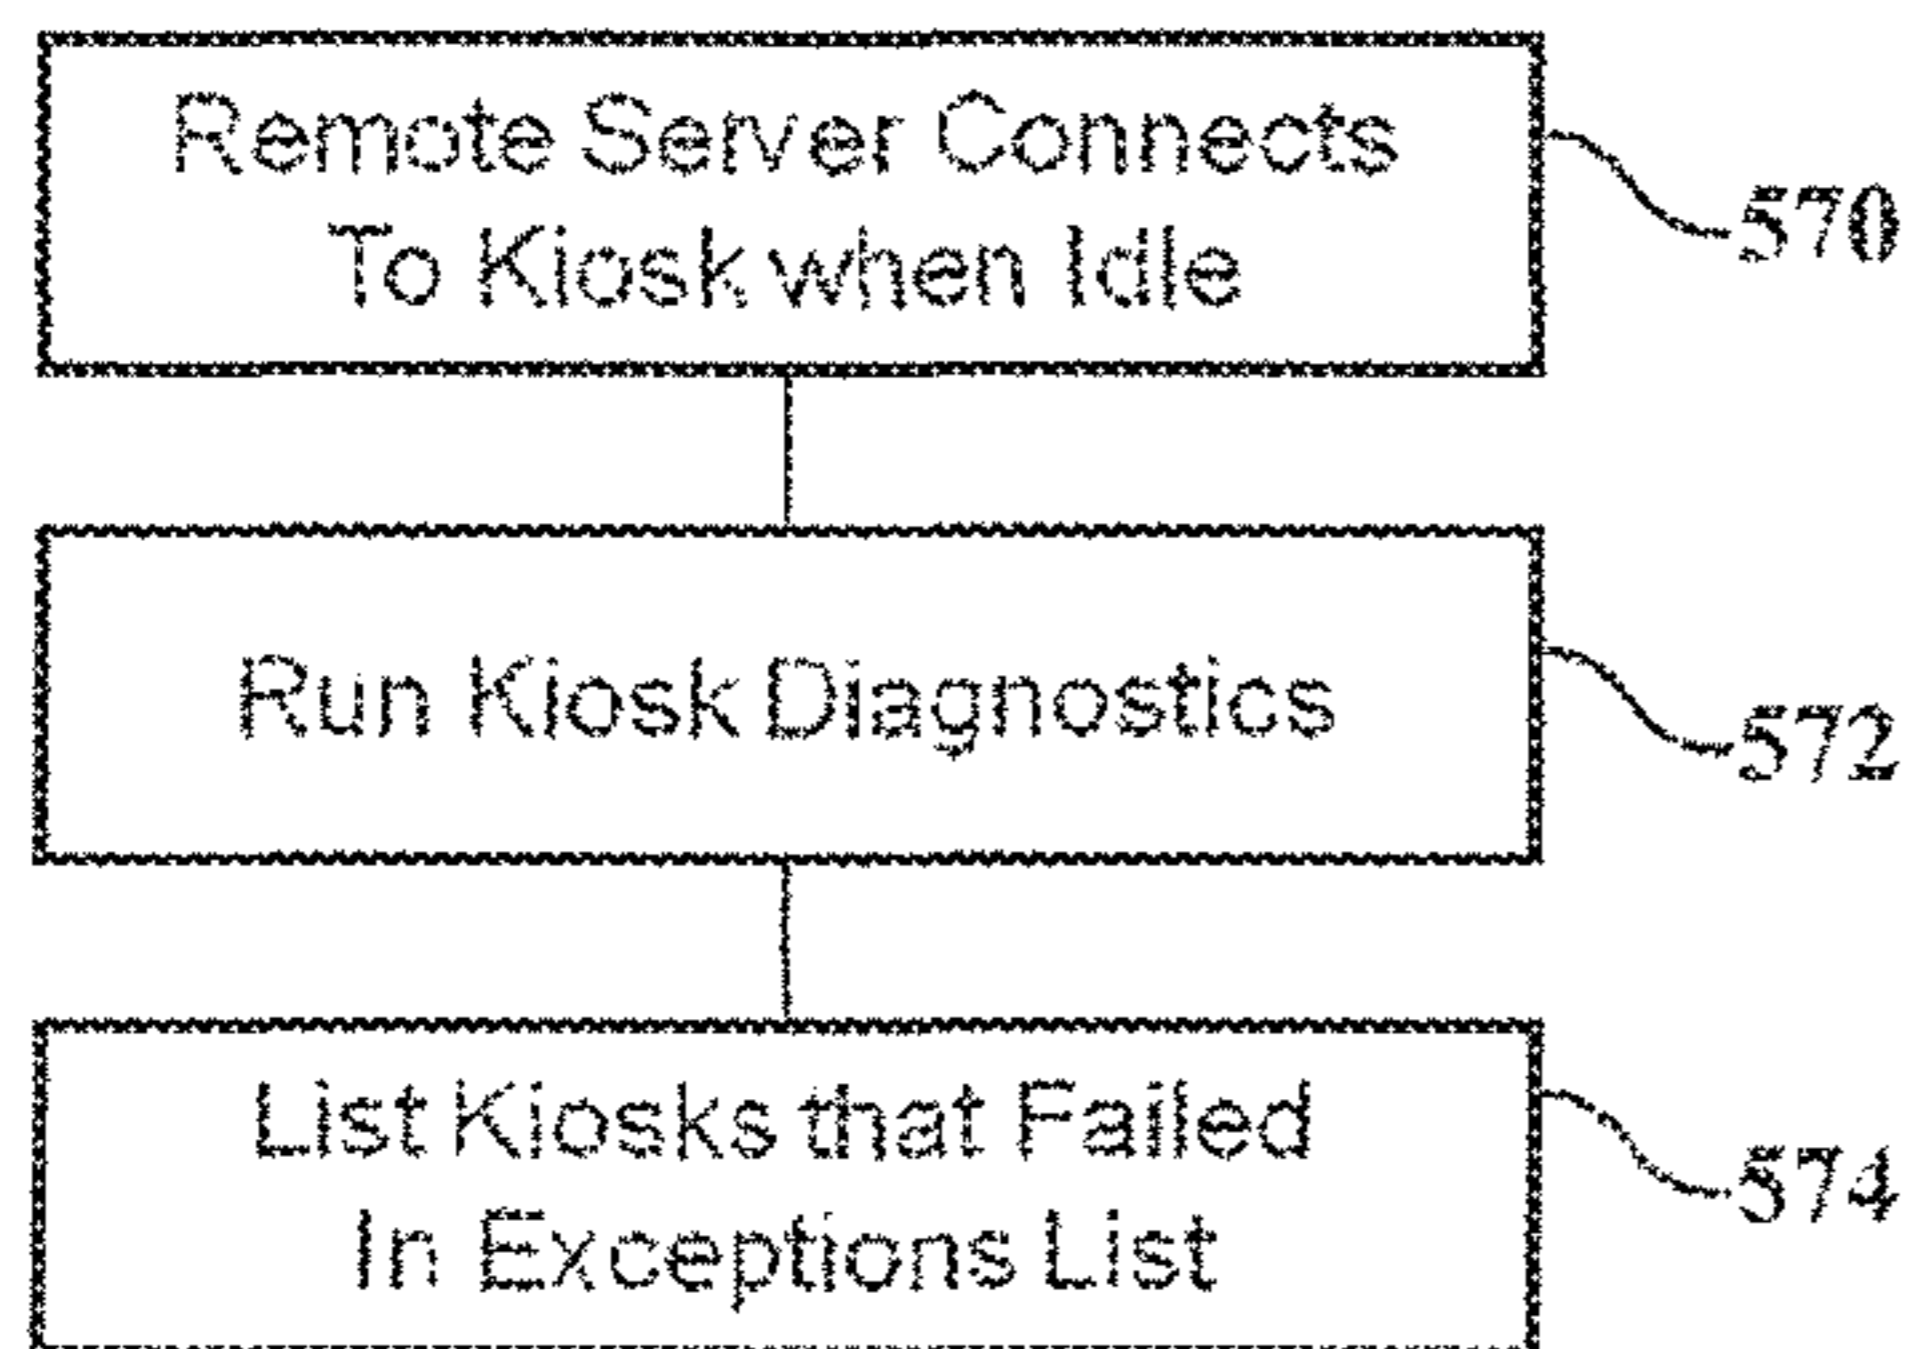 Remote Server Connects
To Kiosk when Idle
570
Run Kiosk Diagnostics
572
List Kiosks that Failed
In Exceptions List
574